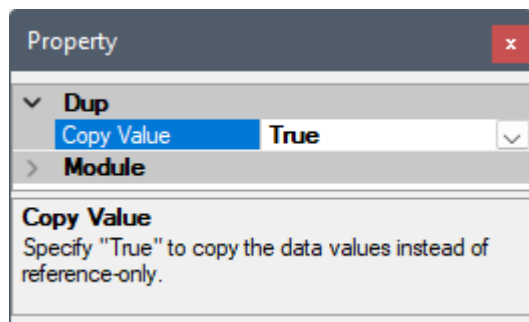 Property
x
Dup
Copy Value True
Module
Copy Value
Specify "True" to copy the data values instead of
reference-only.